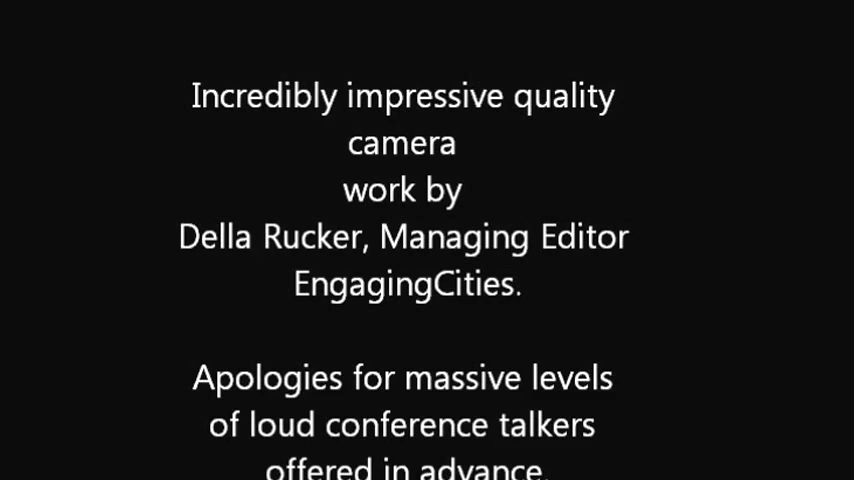 Incredibly impressive quality
camera
work by
Della Rucker, Managing Editor
EngagingCities.
Apologies for massive levels
of loud conference talkers
offered in advance.